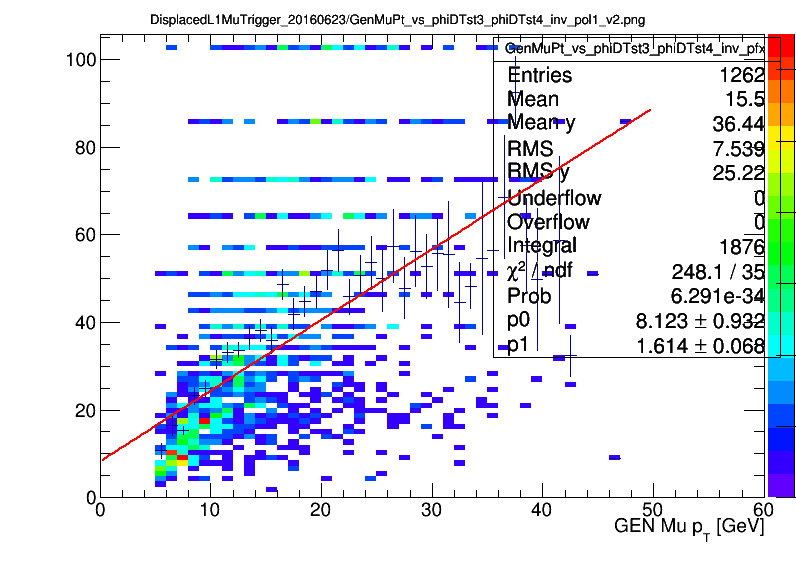 DisplacedL1MuTrigger_20160623/GenMuPt_vs_phiDTst3_phiDTst4_inv_pol1_v2.png
GenMuPt_vs_phiDTst3_phiDTst4_inv_pfx
Entries 1262
Mean 15.5
Mean y 36.44
RMS 7.539
RMS y 25.22
Underflow 0
Overflow 0
Integral 1876
χ² / ndf 248.1 / 35
Prob 6.291e-34
p0 8.123 ± 0.932
p1 1.614 ± 0.068
100
80
60
40
20
0
0 10 20 30 40 50 60
GEN Mu p_T [GeV]